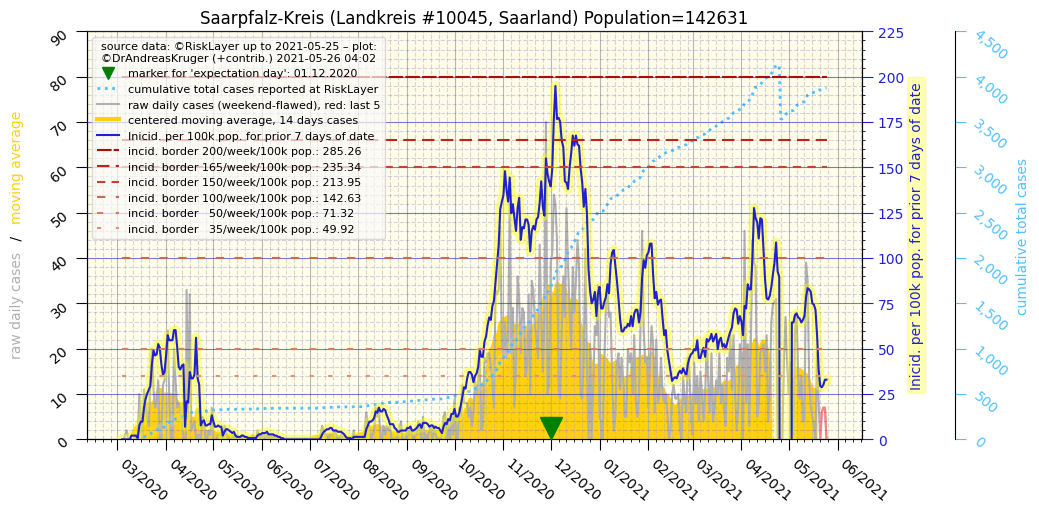 Saarpfalz-Kreis (Landkreis #10045, Saarland) Population=142631
source data: ©RiskLayer up to 2021-05-25 – plot:
©DrAndreasKruger (+contrib.) 2021-05-26 04:02
marker for 'expectation day': 01.12.2020
cumulative total cases reported at RiskLayer
raw daily cases (weekend-flawed), red: last 5
centered moving average, 14 days cases
Inicid. per 100k pop. for prior 7 days of date
incid. border 200/week/100k pop.: 285.26
incid. border 165/week/100k pop.: 235.34
incid. border 150/week/100k pop.: 213.95
incid. border 100/week/100k pop.: 142.63
incid. border   50/week/100k pop.: 71.32
incid. border   35/week/100k pop.: 49.92
raw daily cases  /  moving average
90
80
70
60
50
40
30
20
10
0
225
200
175
150
125
100
75
50
25
0
Inicid. per 100k pop. for prior 7 days of date
4,500
4,000
3,500
3,000
2,500
2,000
1,500
1,000
500
0
cumulative total cases
03/2020
04/2020
05/2020
06/2020
07/2020
08/2020
09/2020
10/2020
11/2020
12/2020
01/2021
02/2021
03/2021
04/2021
05/2021
06/2021